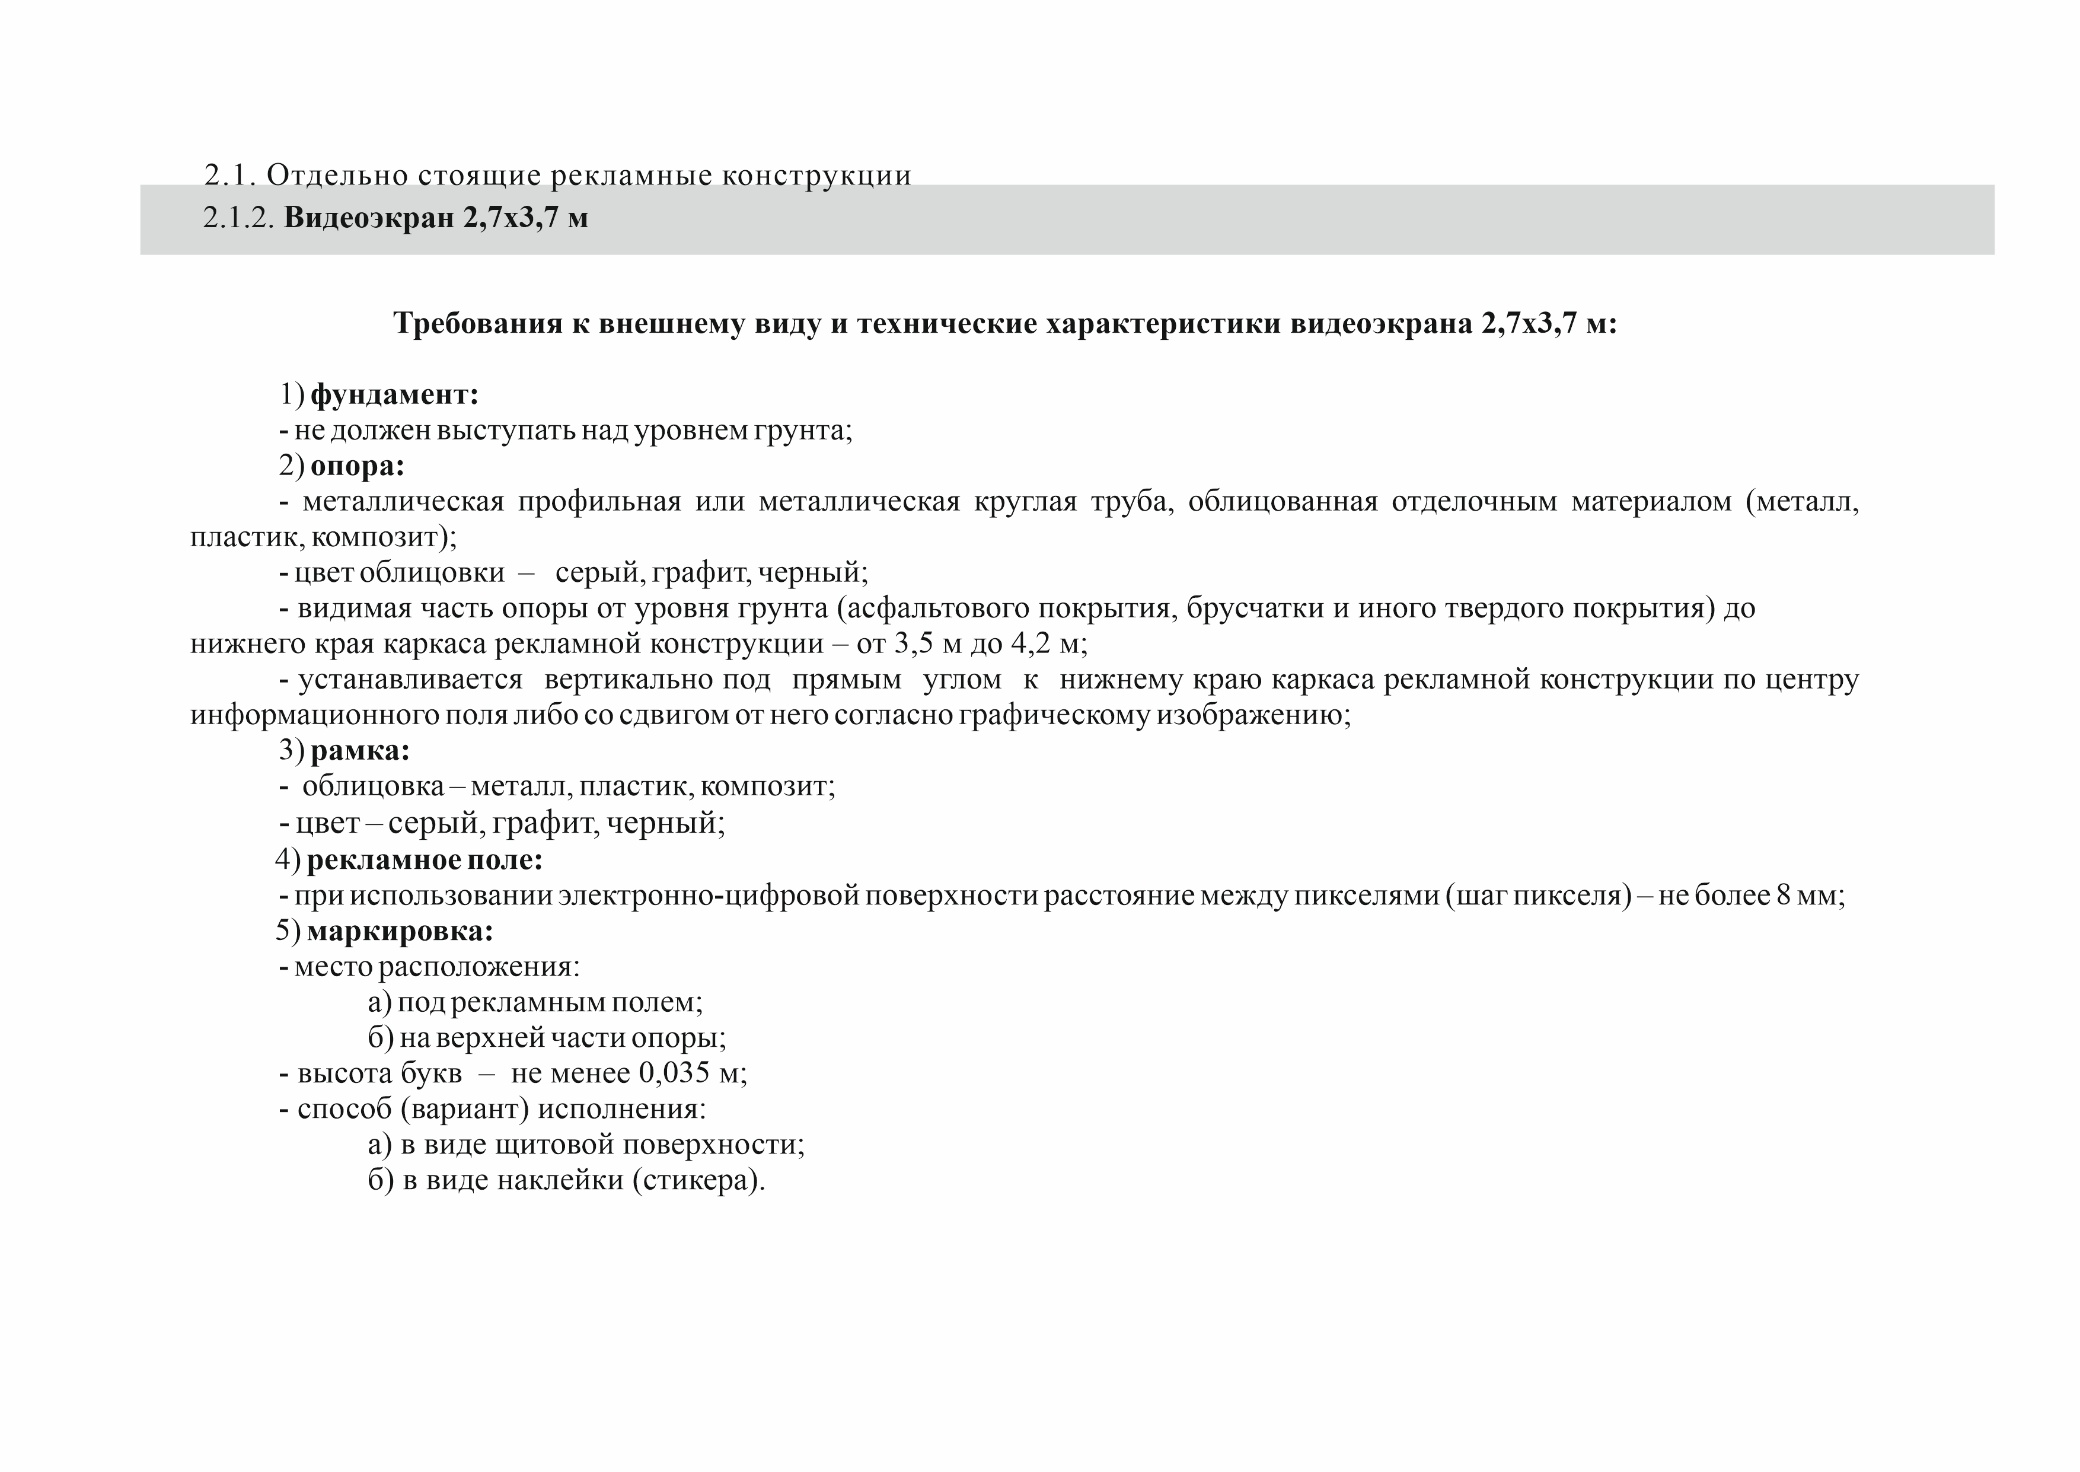 2.1. Отдельно стоящие рекламные конструкции
2.1.2. Видеоэкран 2,7х3,7 м
Требования к внешнему виду и технические характеристики видеоэкрана 2,7х3,7 м:
1) фундамент:
- не должен выступать над уровнем грунта;
2) опора:
- металлическая профильная или металлическая круглая труба, облицованная отделочным материалом (металл,
пластик, композит);
- цвет облицовки – серый, графит, черный;
- видимая часть опоры от уровня грунта (асфальтового покрытия, брусчатки и иного твердого покрытия) до
нижнего края каркаса рекламной конструкции – от 3,5 м до 4,2 м;
- устанавливается вертикально под прямым углом к нижнему краю каркаса рекламной конструкции по центру
информационного поля либо со сдвигом от него согласно графическому изображению;
3) рамка:
- облицовка – металл, пластик, композит;
- цвет – серый, графит, черный;
4) рекламное поле:
- при использовании электронно-цифровой поверхности расстояние между пикселями (шаг пикселя) – не более 8 мм;
5) маркировка:
- место расположения:
а) под рекламным полем;
б) на верхней части опоры;
- высота букв – не менее 0,035 м;
- способ (вариант) исполнения:
а) в виде щитовой поверхности;
б) в виде наклейки (стикера).